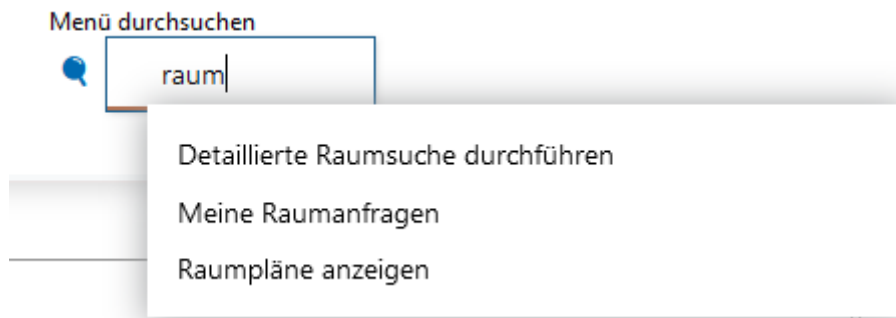 Menü durchsuchen
raum
Detaillierte Raumsuche durchführen
Meine Raumanfragen
Raumpläne anzeigen